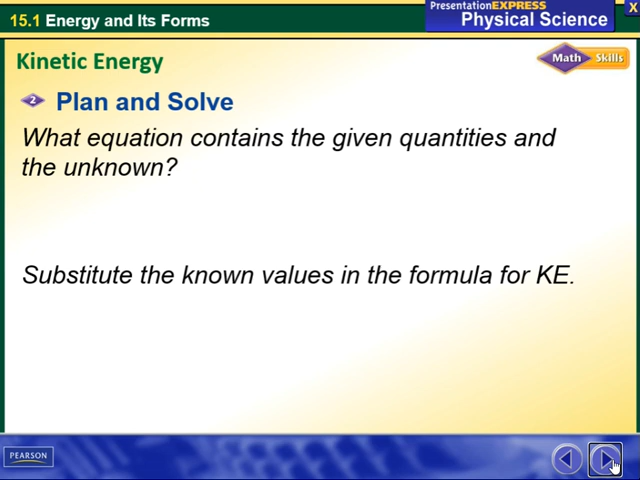 15.1 Energy and Its Forms
PresentationEXPRESS
Physical Science
X
Kinetic Energy
Math Skills
2 Plan and Solve
What equation contains the given quantities and
the unknown?
Substitute the known values in the formula for KE.
PEARSON